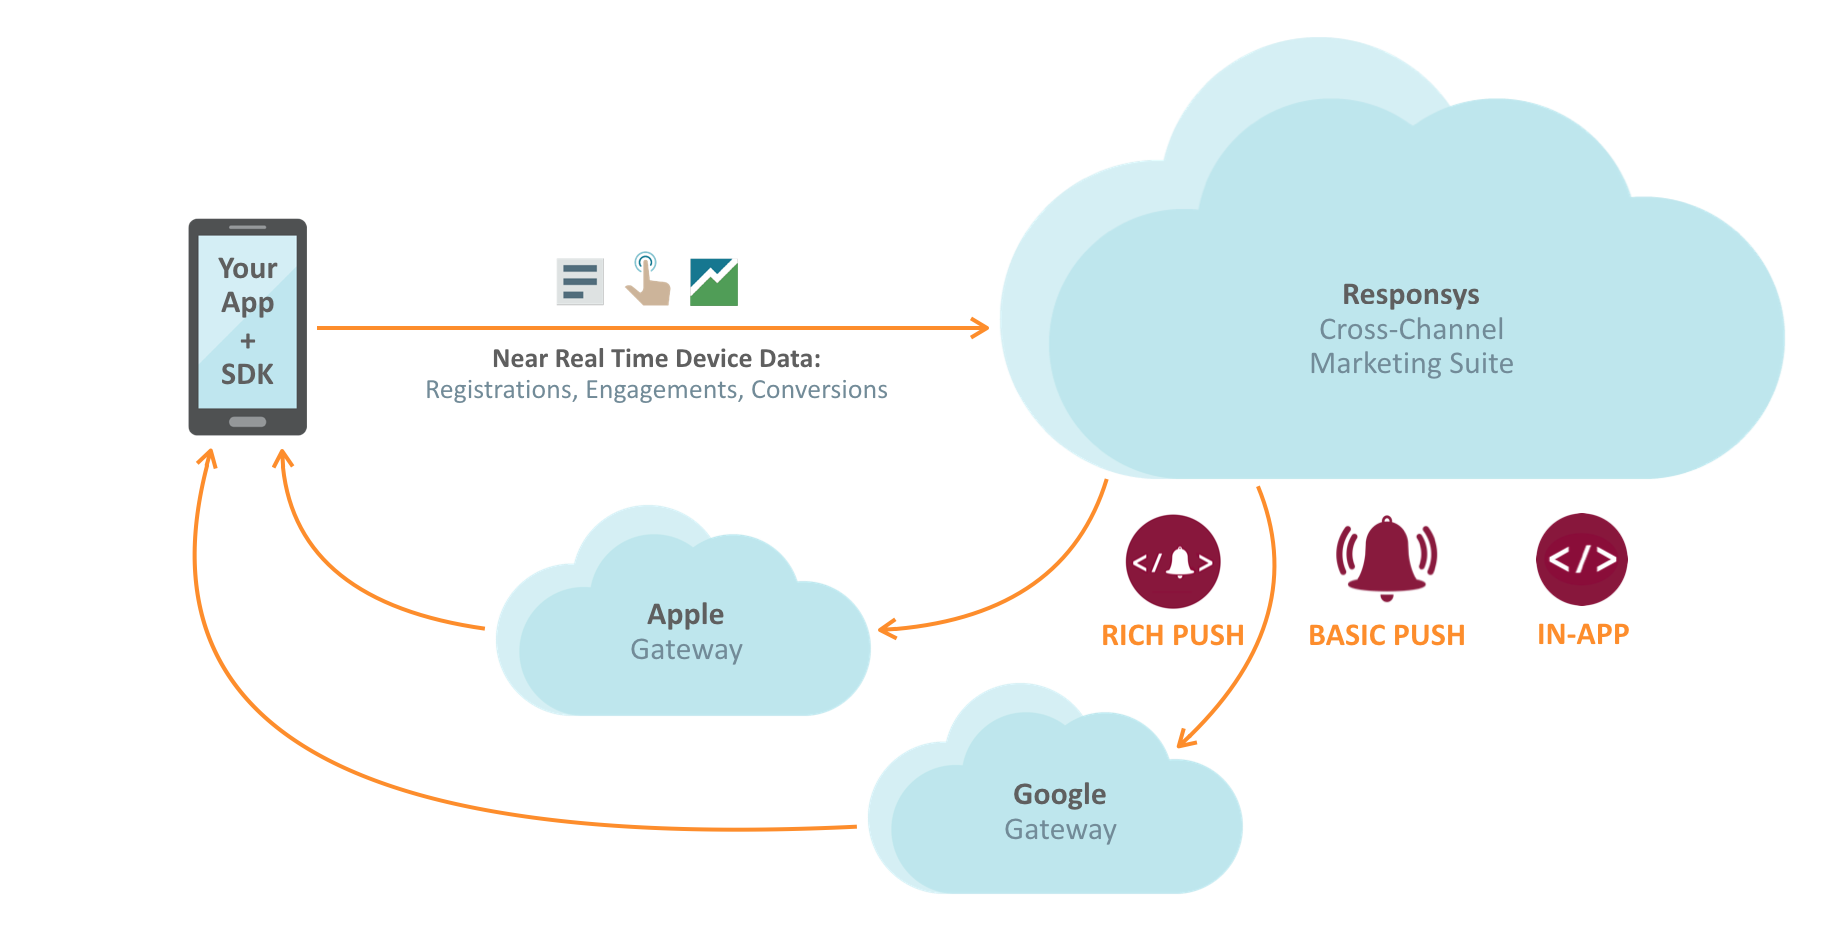 Your
App
+
SDK
Near Real Time Device Data:
Registrations, Engagements, Conversions
Responsys
Cross-Channel
Marketing Suite
Apple
Gateway
</>
</>
RICH PUSH
BASIC PUSH
IN-APP
Google
Gateway